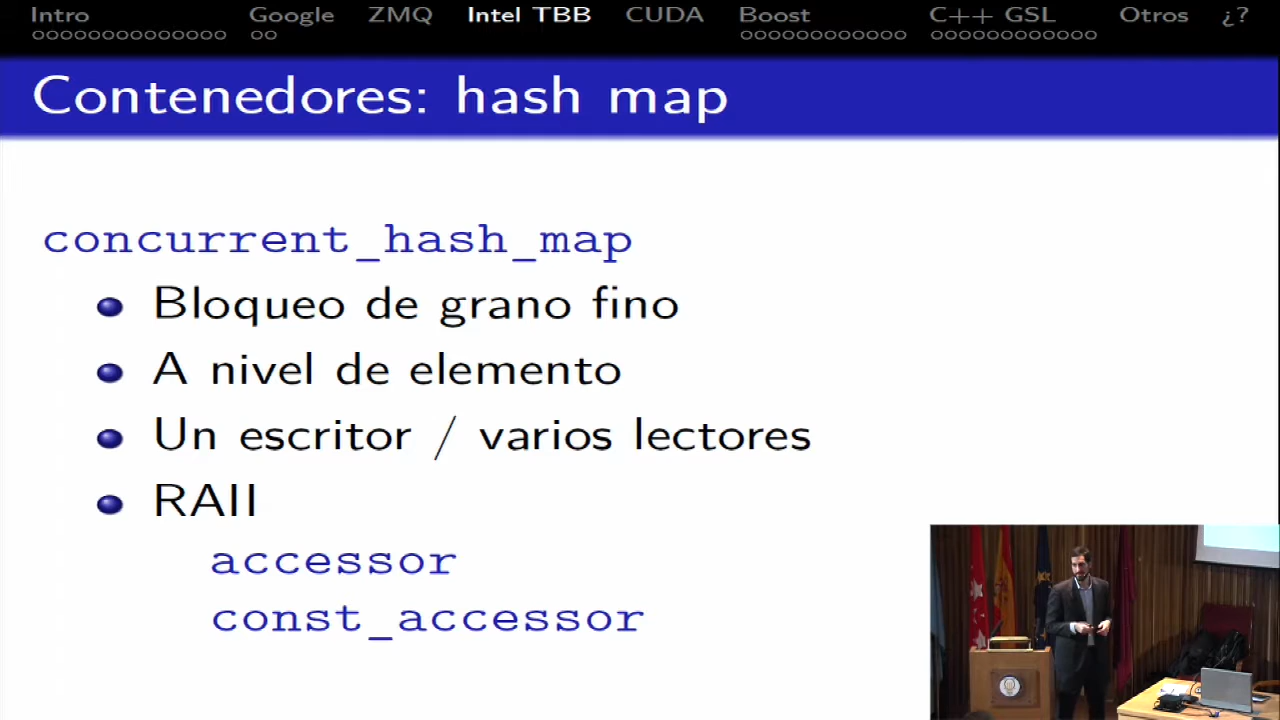 Intro Google ZMQ Intel TBB CUDA Boost C++ GSL Otros ¿?
Contenedores: hash map
concurrent_hash_map
Bloqueo de grano fino
A nivel de elemento
Un escritor / varios lectores
RAII
accessor
const_accessor